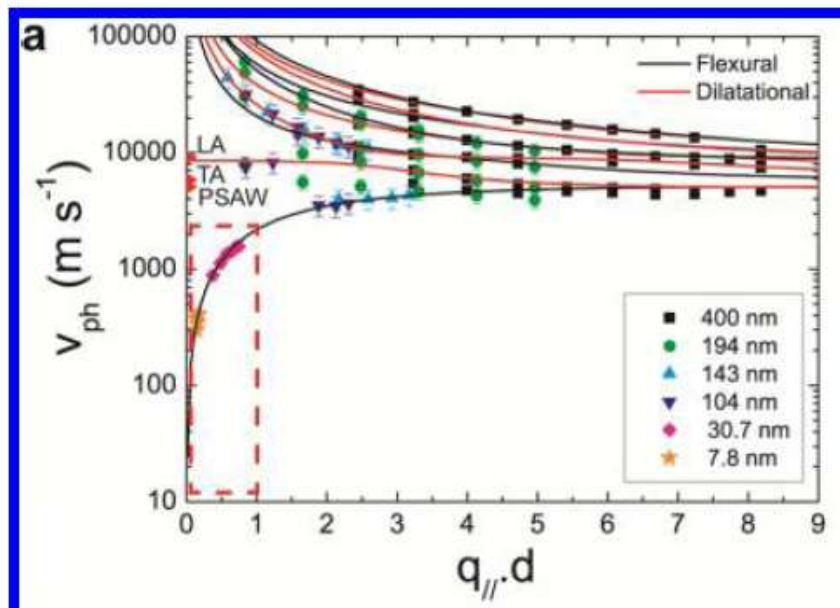 a
100000
10000
1000
100
10
v_ph (m s⁻¹)
Flexural
Dilatational
LA
TA
PSAW
400 nm
194 nm
143 nm
104 nm
30.7 nm
7.8 nm
0 1 2 3 4 5 6 7 8 9
q_//.d